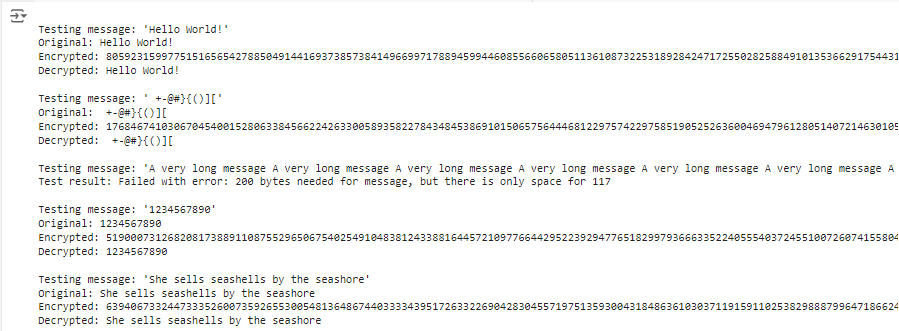 Testing message: 'Hello World!'
Original: Hello World!
Encrypted: 805923159977515165654278850491441693738573841496699717889459944608556606580511361087322531892842471725502825884910135366291754431
Decrypted: Hello World!
Testing message: ' +-@#}{()]['
Original:  +-@#}{()][
Encrypted: 176846741030670454001528063384566224263300589358227843484538691015065756444681229757422975851905252636004694796128051407214630105
Decrypted:  +-@#}{()][
Testing message: 'A very long message A very long message A very long message A very long message A very long message A very long message A
Test result: Failed with error: 200 bytes needed for message, but there is only space for 117
Testing message: '1234567890'
Original: 1234567890
Encrypted: 519000731268208173889110875529650675402549104838124338816445721097766442952239294776518299793666335224055540372455100726074155804
Decrypted: 1234567890
Testing message: 'She sells seashells by the seashore'
Original: She sells seashells by the seashore
Encrypted: 6394067332447333526007359265530054813648674403333439517263322690428304557197513593004318486361030371191591102538298887996471866​24
Decrypted: She sells seashells by the seashore